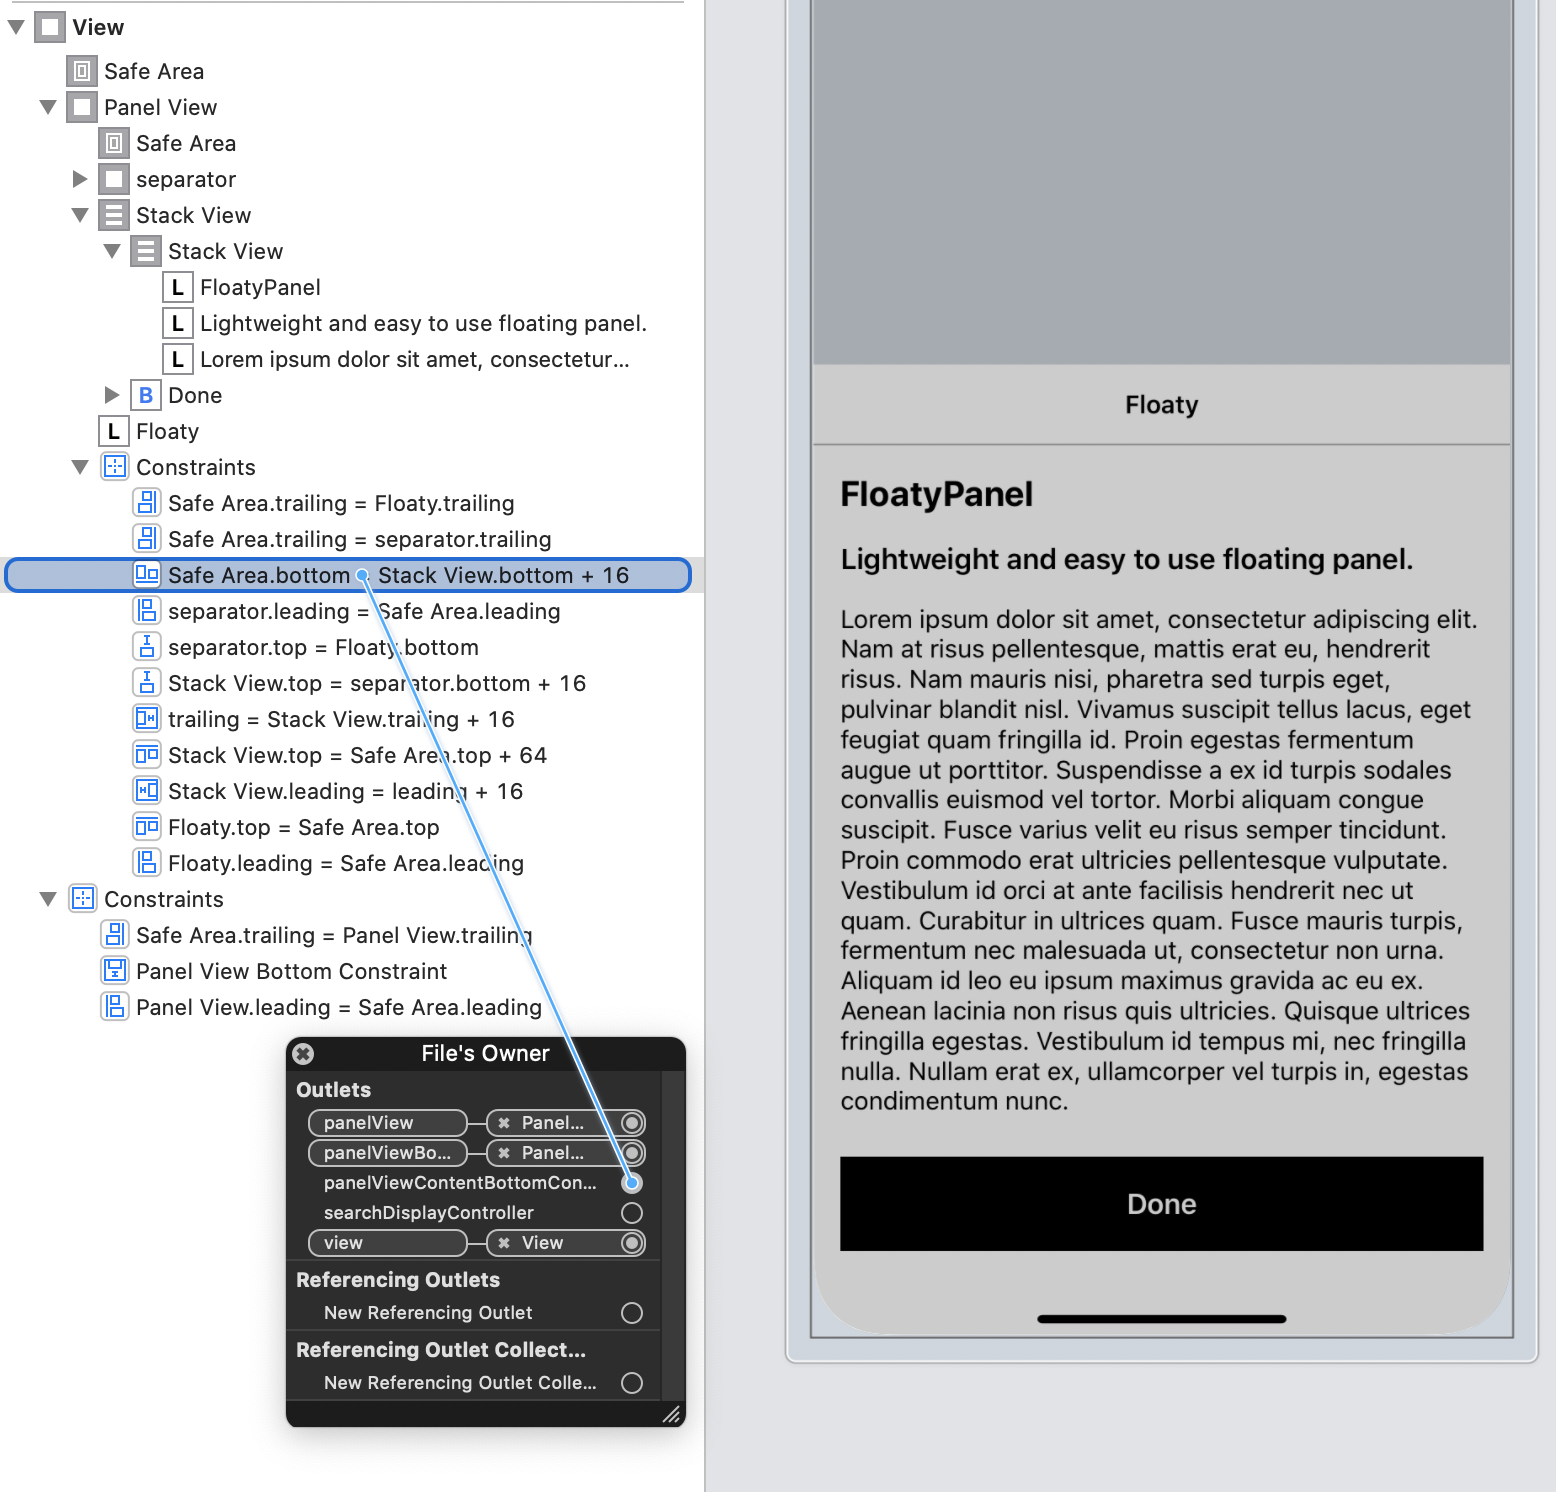 View
Safe Area
Panel View
Safe Area
separator
Stack View
Stack View
L FloatyPanel
L Lightweight and easy to use floating panel.
L Lorem ipsum dolor sit amet, consectetur...
B Done
L Floaty
Constraints
Safe Area.trailing = Floaty.trailing
Safe Area.trailing = separator.trailing
Safe Area.bottom = Stack View.bottom + 16
separator.leading = Safe Area.leading
separator.top = Floaty.bottom
Stack View.top = separator.bottom + 16
trailing = Stack View.trailing + 16
Stack View.top = Safe Area.top + 64
Stack View.leading = leading + 16
Floaty.top = Safe Area.top
Floaty.leading = Safe Area.leading
Constraints
Safe Area.trailing = Panel View.trailing
Panel View Bottom Constraint
Panel View.leading = Safe Area.leading
File's Owner
Outlets
panelView Panel...
panelViewBo... Panel...
panelViewContentBottomCon...
searchDisplayController
view View
Referencing Outlets
New Referencing Outlet
Referencing Outlet Collect...
New Referencing Outlet Colle...
Floaty
FloatyPanel
Lightweight and easy to use floating panel.
Lorem ipsum dolor sit amet, consectetur adipiscing elit.
Nam at risus pellentesque, mattis erat eu, hendrerit
risus. Nam mauris nisi, pharetra sed turpis eget,
pulvinar blandit nisl. Vivamus suscipit tellus lacus, eget
feugiat quam fringilla id. Proin egestas fermentum
augue ut porttitor. Suspendisse a ex id turpis sodales
convallis euismod vel tortor. Morbi aliquam congue
suscipit. Fusce varius velit eu risus semper tincidunt.
Proin commodo erat ultricies pellentesque vulputate.
Vestibulum id orci at ante facilisis hendrerit nec ut
quam. Curabitur in ultrices quam. Fusce mauris turpis,
fermentum nec malesuada ut, consectetur non urna.
Aliquam id leo eu ipsum maximus gravida ac eu ex.
Aenean lacinia non risus quis ultricies. Quisque ultrices
fringilla egestas. Vestibulum id tempus mi, nec fringilla
nulla. Nullam erat ex, ullamcorper vel turpis in, egestas
condimentum nunc.
Done